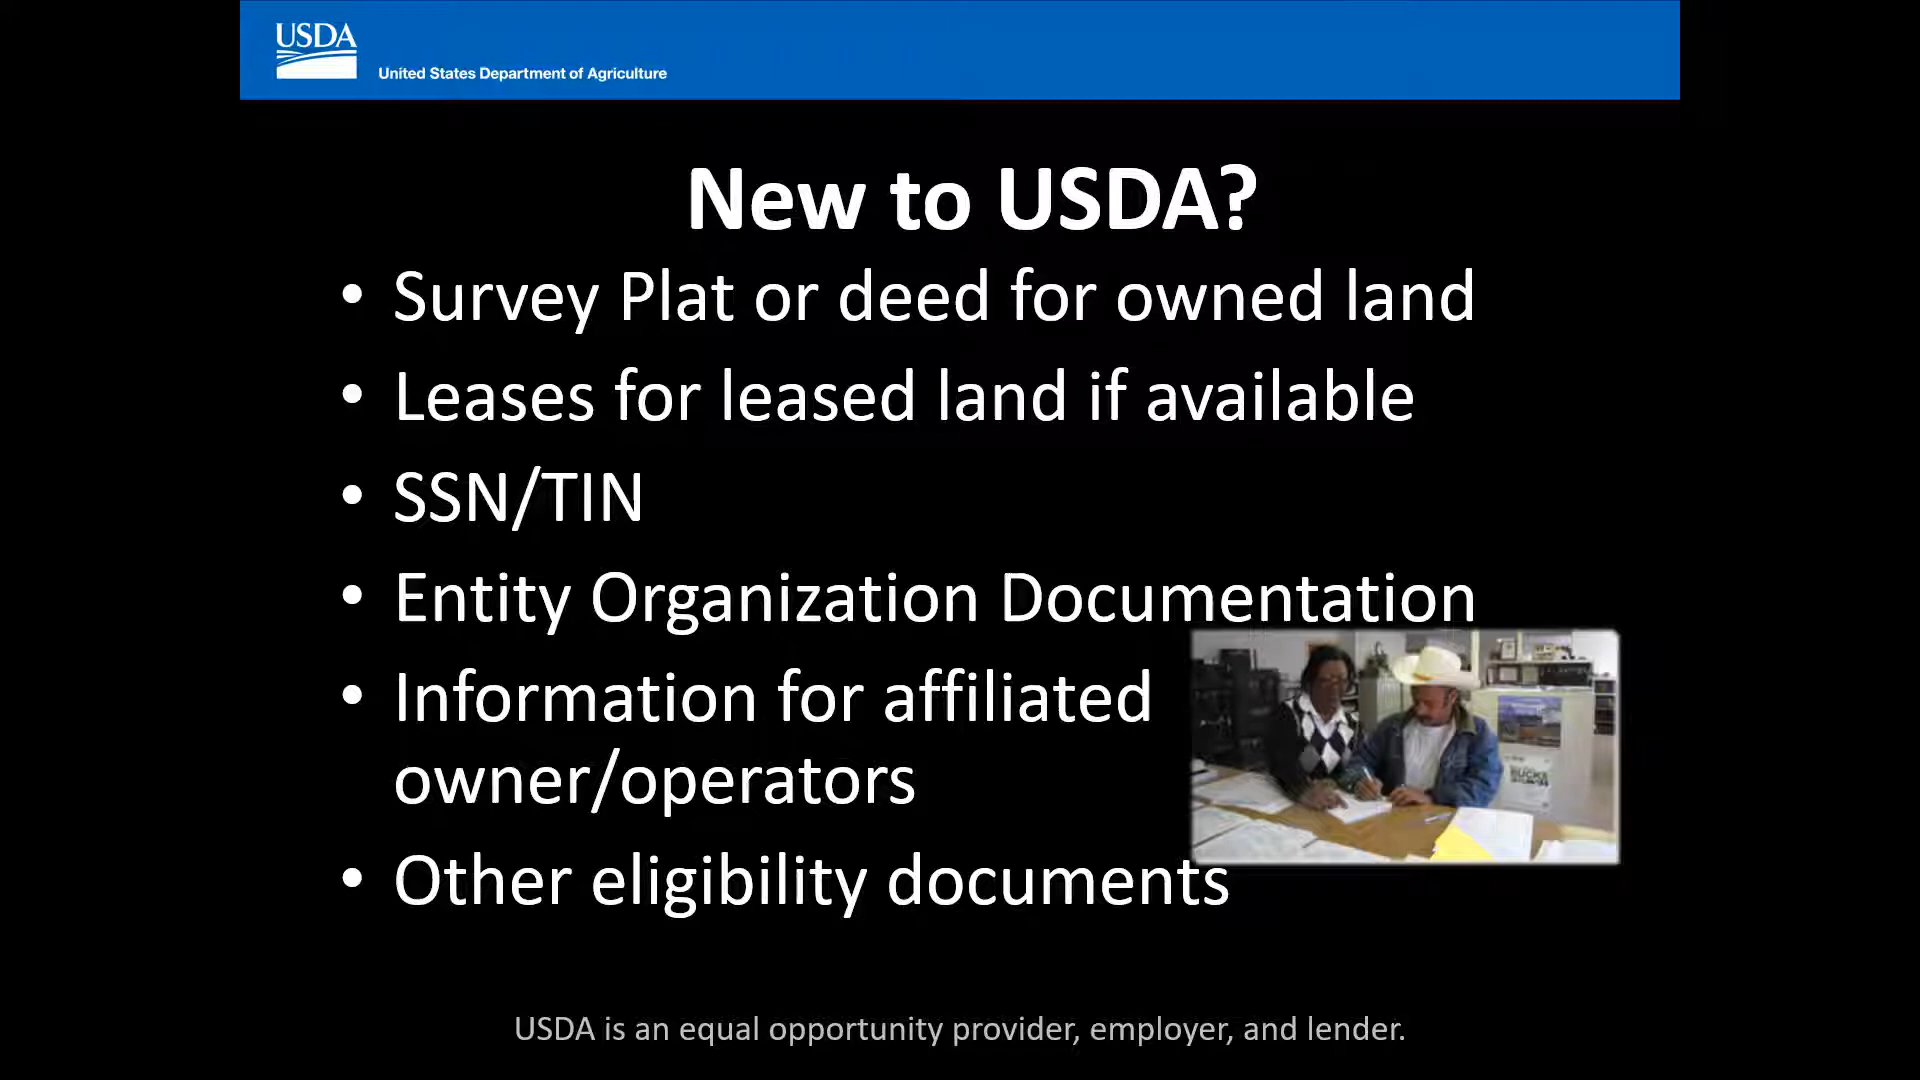 USDA
United States Department of Agriculture
New to USDA?
• Survey Plat or deed for owned land
• Leases for leased land if available
• SSN/TIN
• Entity Organization Documentation
• Information for affiliated
owner/operators
• Other eligibility documents
USDA is an equal opportunity provider, employer, and lender.